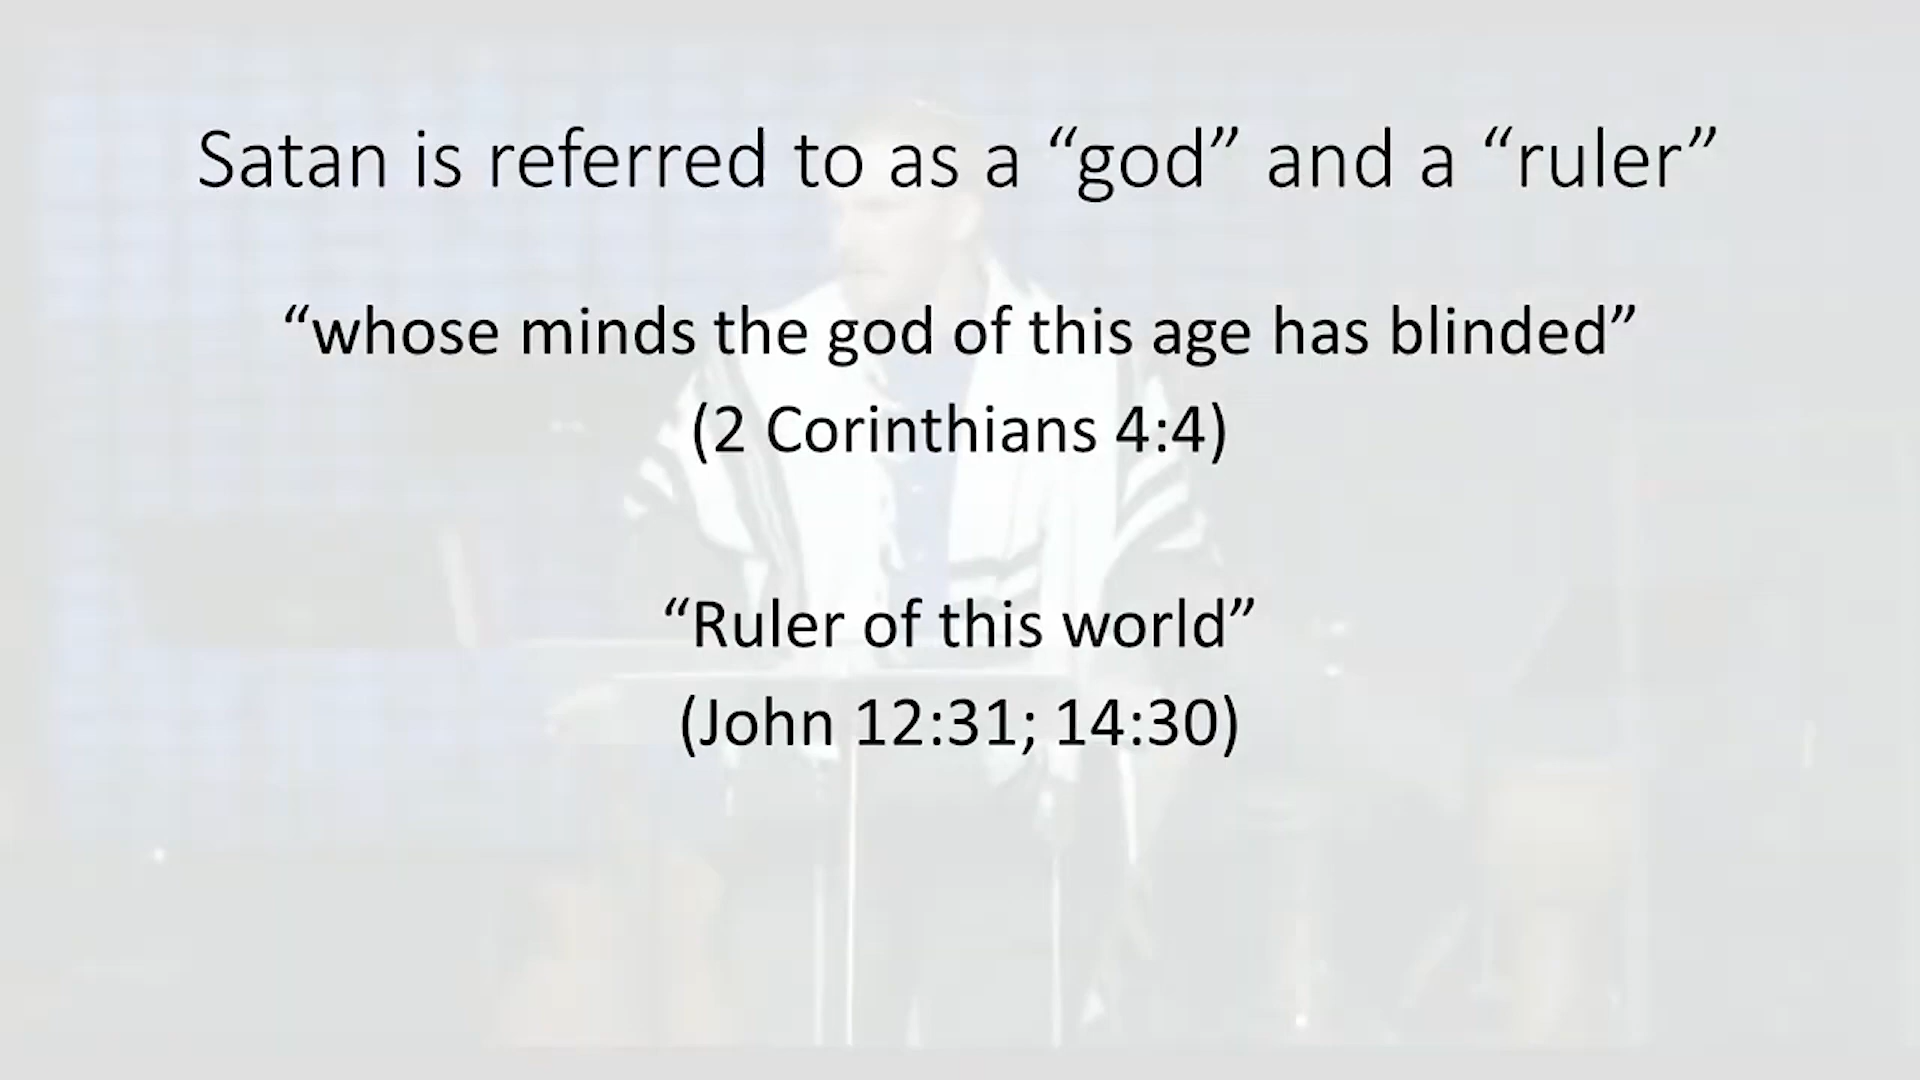 Satan is referred to as a “god” and a “ruler”
“whose minds the god of this age has blinded”
(2 Corinthians 4:4)
“Ruler of this world”
(John 12:31; 14:30)